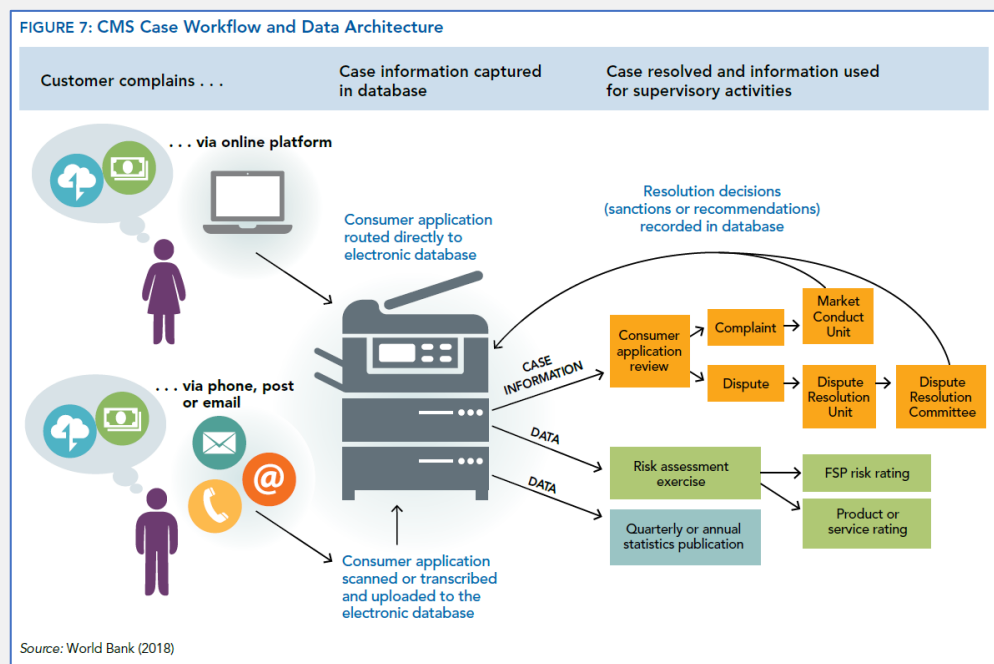 FIGURE 7: CMS Case Workflow and Data Architecture
Customer complains . . .
Case information captured
in database
Case resolved and information used
for supervisory activities
. . . via online platform
Consumer application
routed directly to
electronic database
Resolution decisions
(sanctions or recommendations)
recorded in database
CASE
INFORMATION
Consumer
application
review
Complaint
Market
Conduct
Unit
Dispute
Dispute
Resolution
Unit
Dispute
Resolution
Committee
. . . via phone, post
or email
@
DATA
Risk assessment
exercise
FSP risk rating
Product or
service rating
DATA
Quarterly or annual
statistics publication
Consumer application
scanned or transcribed
and uploaded to the
electronic database
Source: World Bank (2018)